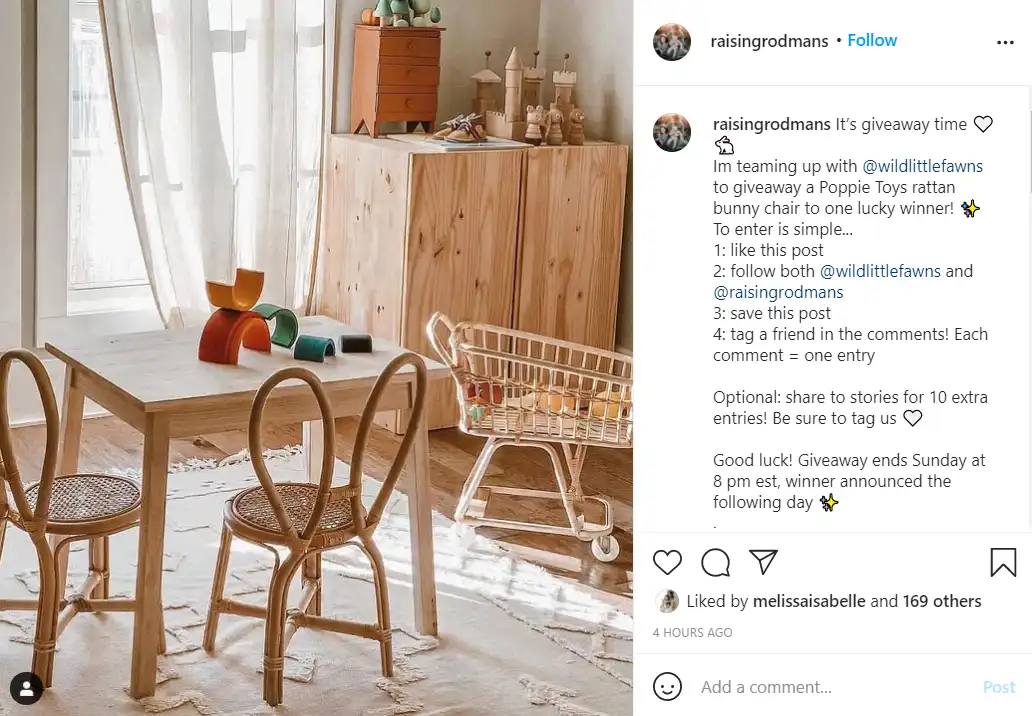 raisingrodmans • Follow
raisingrodmans It's giveaway time 🤍
🐇
Im teaming up with @wildlittlefawns
to giveaway a Poppie Toys rattan
bunny chair to one lucky winner! ✨
To enter is simple...
1: like this post
2: follow both @wildlittlefawns and
@raisingrodmans
3: save this post
4: tag a friend in the comments! Each
comment = one entry
Optional: share to stories for 10 extra
entries! Be sure to tag us 🤍
Good luck! Giveaway ends Sunday at
8 pm est, winner announced the
following day ✨
.
Liked by melissaisabelle and 169 others
4 HOURS AGO
Add a comment... Post